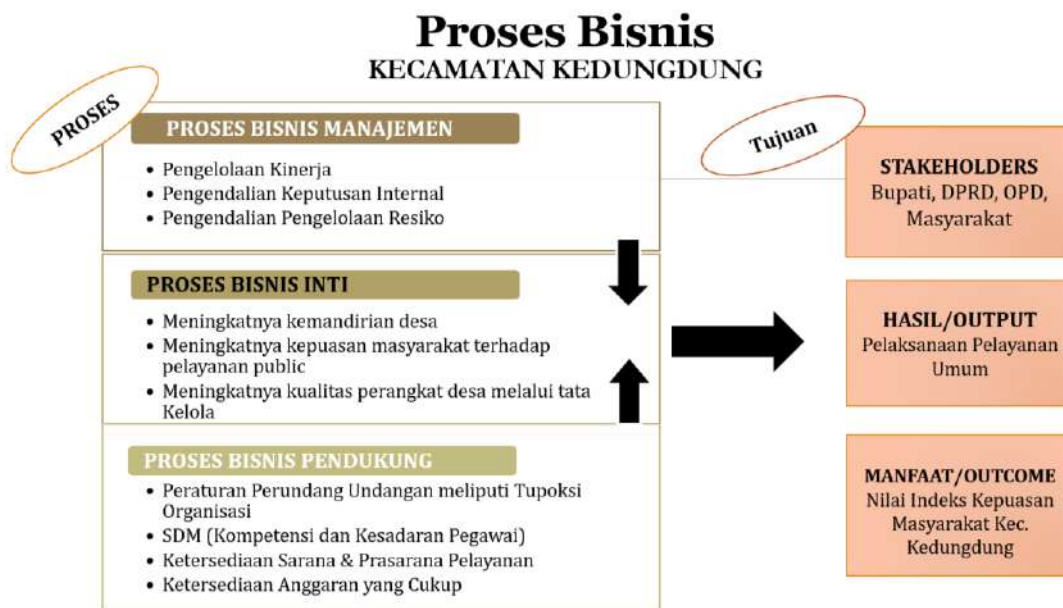 Proses Bisnis
KECAMATAN KEDUNGDUNG
PROSES
PROSES BISNIS MANAJEMEN
• Pengelolaan Kinerja
• Pengendalian Keputusan Internal
• Pengendalian Pengelolaan Resiko
PROSES BISNIS INTI
• Meningkatnya kemandirian desa
• Meningkatnya kepuasan masyarakat terhadap
pelayanan public
• Meningkatnya kualitas perangkat desa melalui tata
Kelola
PROSES BISNIS PENDUKUNG
• Peraturan Perundang Undangan meliputi Tupoksi
Organisasi
• SDM (Kompetensi dan Kesadaran Pegawai)
• Ketersediaan Sarana & Prasarana Pelayanan
• Ketersediaan Anggaran yang Cukup
Tujuan
STAKEHOLDERS
Bupati, DPRD, OPD,
Masyarakat
HASIL/OUTPUT
Pelaksanaan Pelayanan
Umum
MANFAAT/OUTCOME
Nilai Indeks Kepuasan
Masyarakat Kec.
Kedungdung